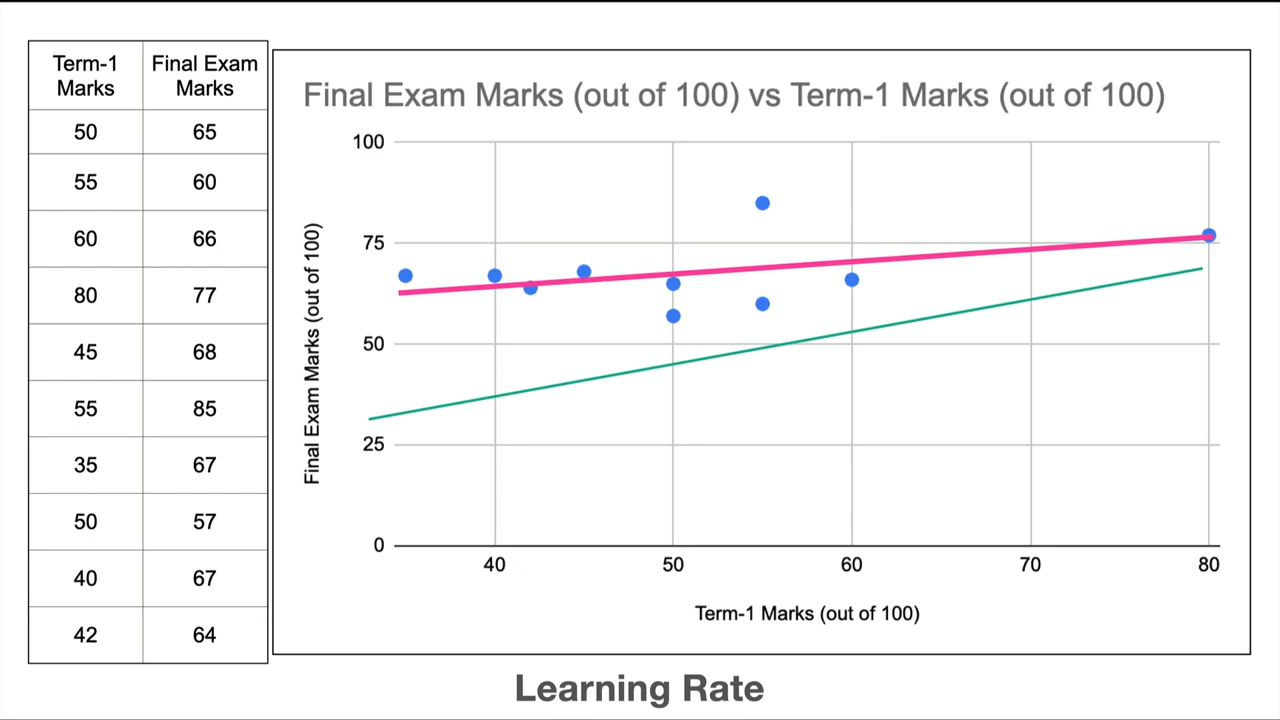 Term-1 Marks
Final Exam Marks
50 65
55 60
60 66
80 77
45 68
55 85
35 67
50 57
40 67
42 64
Final Exam Marks (out of 100) vs Term-1 Marks (out of 100)
Final Exam Marks (out of 100)
100
75
50
25
0
40 50 60 70 80
Term-1 Marks (out of 100)
Learning Rate